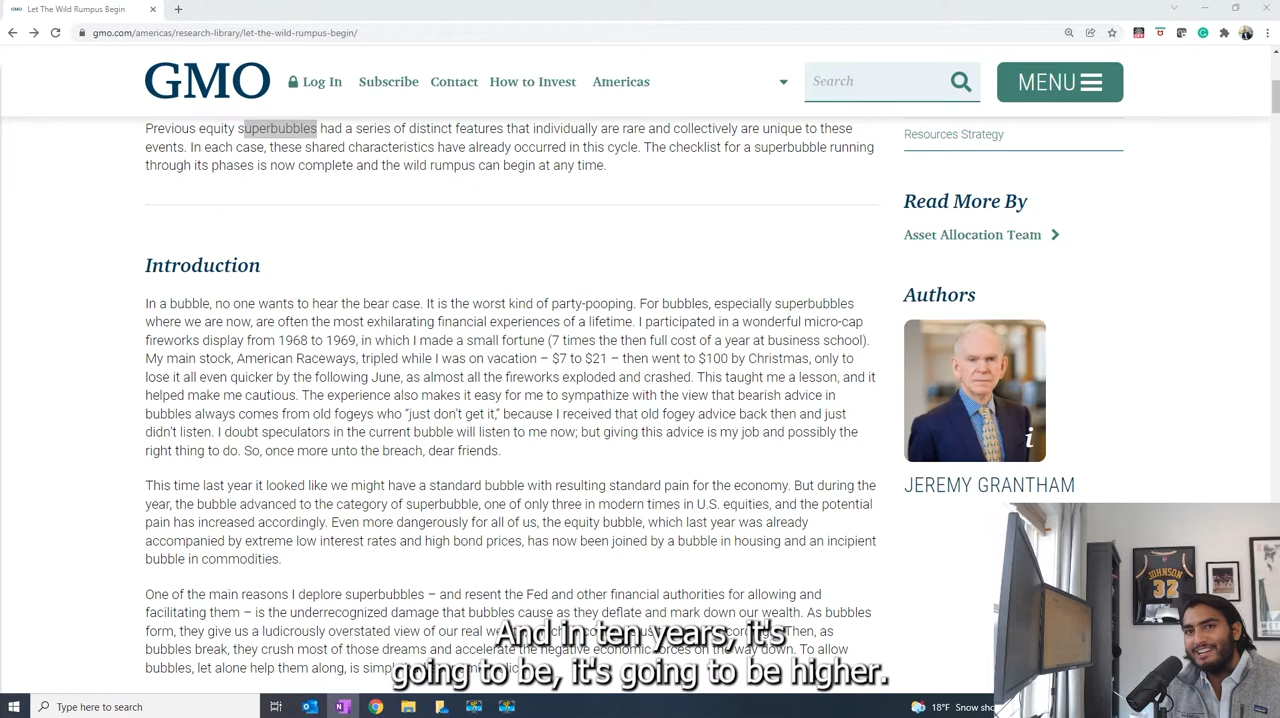 GMO Let The Wild Rumpus Begin
gmo.com/americas/research-library/let-the-wild-rumpus-begin/
GMO
Log In
Subscribe
Contact
How to Invest
Americas
Search
MENU
Previous equity superbubbles had a series of distinct features that individually are rare and collectively are unique to these
events. In each case, these shared characteristics have already occurred in this cycle. The checklist for a superbubble running
through its phases is now complete and the wild rumpus can begin at any time.
Resources Strategy
Read More By
Asset Allocation Team
Introduction
In a bubble, no one wants to hear the bear case. It is the worst kind of party-pooping. For bubbles, especially superbubbles
where we are now, are often the most exhilarating financial experiences of a lifetime. I participated in a wonderful micro-cap
fireworks display from 1968 to 1969, in which I made a small fortune (7 times the then full cost of a year at business school).
My main stock, American Raceways, tripled while I was on vacation – $7 to $21 – then went to $100 by Christmas, only to
lose it all even quicker by the following June, as almost all the fireworks exploded and crashed. This taught me a lesson, and it
helped make me cautious. The experience also makes it easy for me to sympathize with the view that bearish advice in
bubbles always comes from old fogeys who “just don’t get it,” because I received that old fogey advice back then and just
didn’t listen. I doubt speculators in the current bubble will listen to me now; but giving this advice is my job and possibly the
right thing to do. So, once more unto the breach, dear friends.
This time last year it looked like we might have a standard bubble with resulting standard pain for the economy. But during the
year, the bubble advanced to the category of superbubble, one of only three in modern times in U.S. equities, and the potential
pain has increased accordingly. Even more dangerously for all of us, the equity bubble, which last year was already
accompanied by extreme low interest rates and high bond prices, has now been joined by a bubble in housing and an incipient
bubble in commodities.
One of the main reasons I deplore superbubbles – and resent the Fed and other financial authorities for allowing and
facilitating them – is the underrecognized damage that bubbles cause as they deflate and mark down our wealth. As bubbles
form, they give us a ludicrously overstated view of our real
Then, as
bubbles break, they crush most of those dreams and accelerate the negative economic forces on the way down. To allow
bubbles, let alone help them along, is
Authors
i
JEREMY GRANTHAM
JOHNSON
32
And in ten years, it's
going to be, it's going to be higher.
Type here to search
18°F Snow